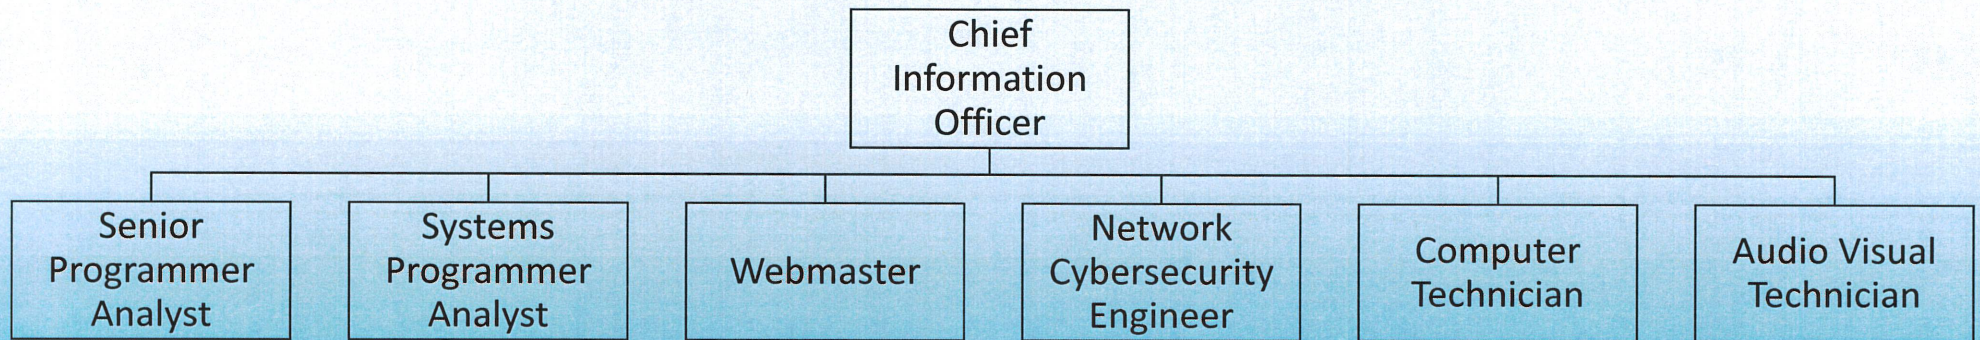 Chief
Information
Officer
Senior
Programmer
Analyst
Systems
Programmer
Analyst
Webmaster
Network
Cybersecurity
Engineer
Computer
Technician
Audio Visual
Technician